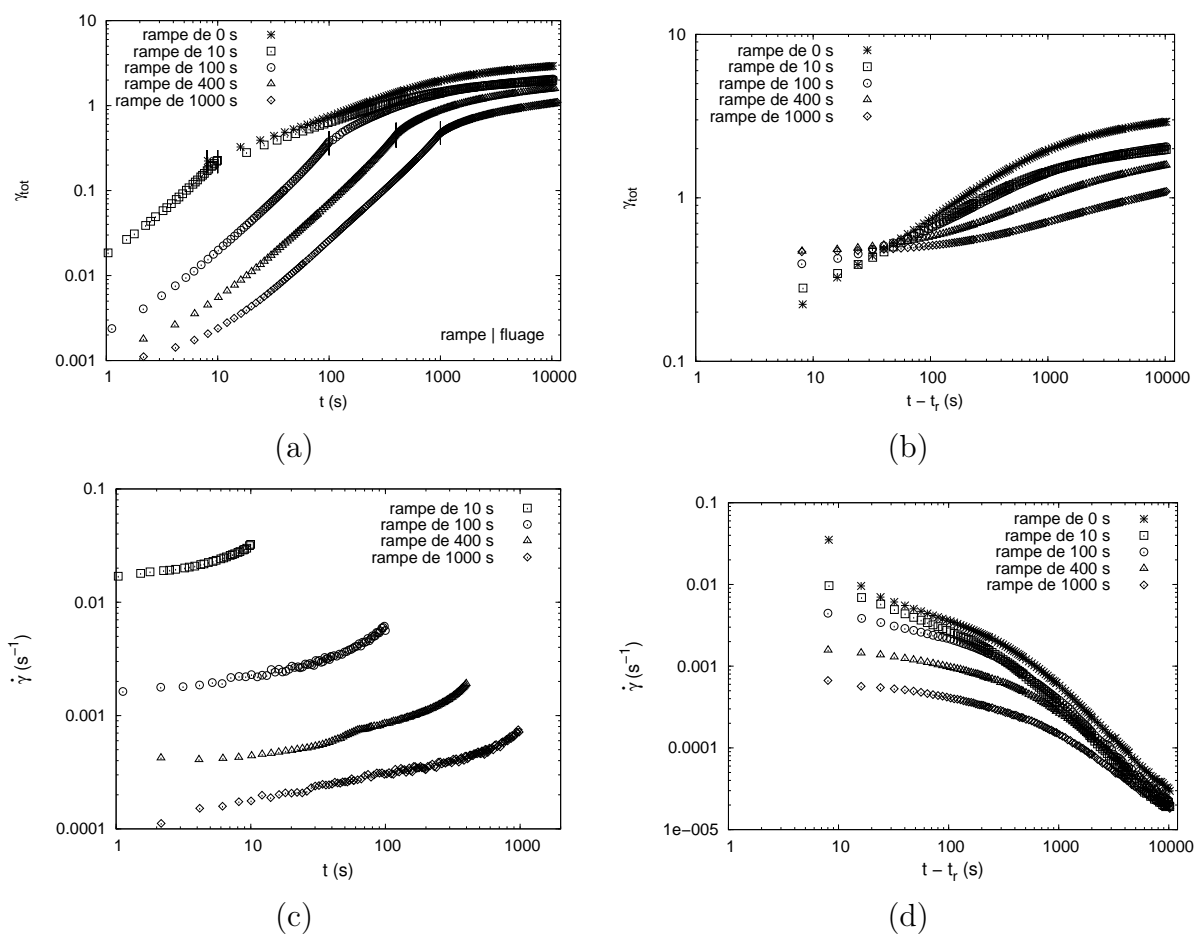 10
1
0.1
0.01
0.001
γtot
rampe de 0 s
rampe de 10 s
rampe de 100 s
rampe de 400 s
rampe de 1000 s
rampe | fluage
1 10 100 1000 10000
t (s)
(a)
10
1
0.1
γtot
rampe de 0 s
rampe de 10 s
rampe de 100 s
rampe de 400 s
rampe de 1000 s
1 10 100 1000 10000
t − tr (s)
(b)
0.1
0.01
0.001
0.0001
γ̇ (s−1)
rampe de 10 s
rampe de 100 s
rampe de 400 s
rampe de 1000 s
1 10 100 1000
t (s)
(c)
0.1
0.01
0.001
0.0001
1e−005
γ̇ (s−1)
rampe de 0 s
rampe de 10 s
rampe de 100 s
rampe de 400 s
rampe de 1000 s
1 10 100 1000 10000
t − tr (s)
(d)